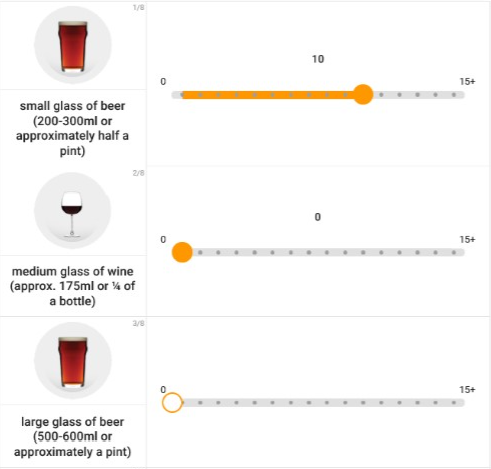 1/8
10
0
15+
small glass of beer
(200-300ml or
approximately half a
pint)
2/8
0
0
15+
medium glass of wine
(approx. 175ml or ¼ of
a bottle)
3/8
0
15+
large glass of beer
(500-600ml or
approximately a pint)